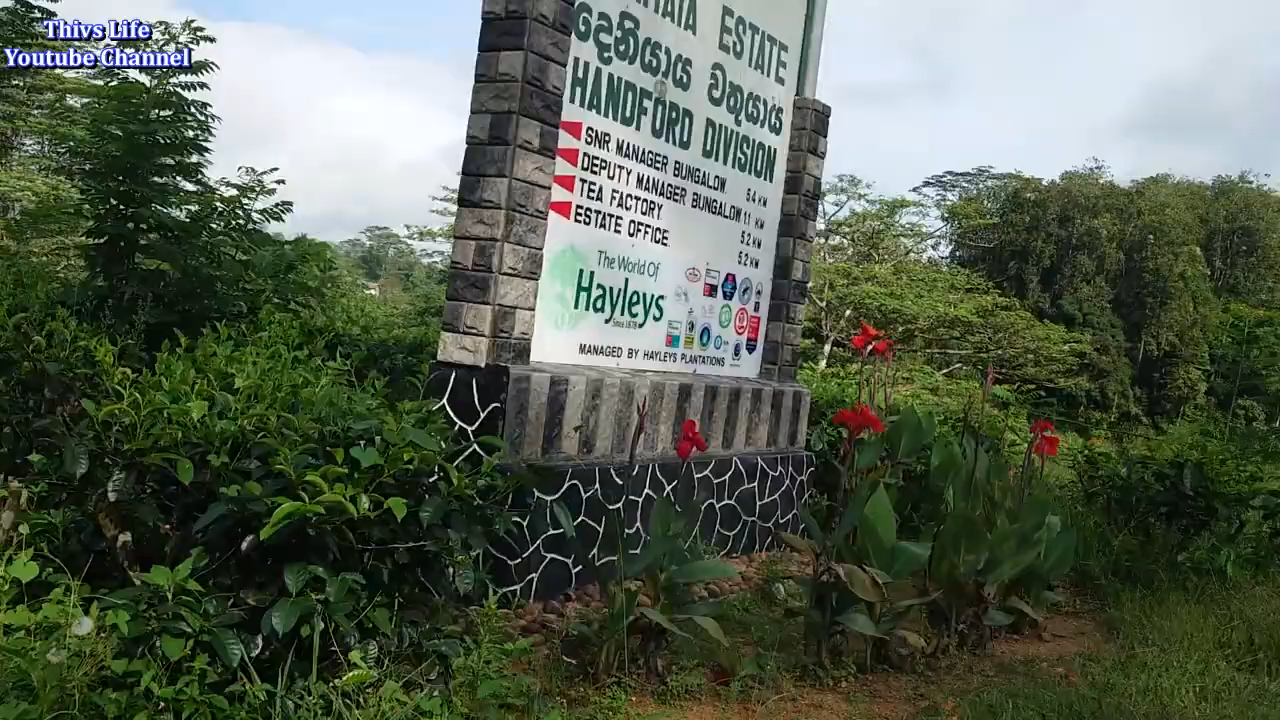 Thivs Life
Youtube Channel
ESTATE
දෙනියාය වතුයාය
HANDFORD DIVISION
SNR. MANAGER BUNGALOW. 5.4 KM
DEPUTY MANAGER BUNGALOW 1.1 KM
TEA FACTORY. 5.2 KM
ESTATE OFFICE. 5.2 KM
The World Of
Hayleys
Since 1878
MANAGED BY HAYLEYS PLANTATIONS